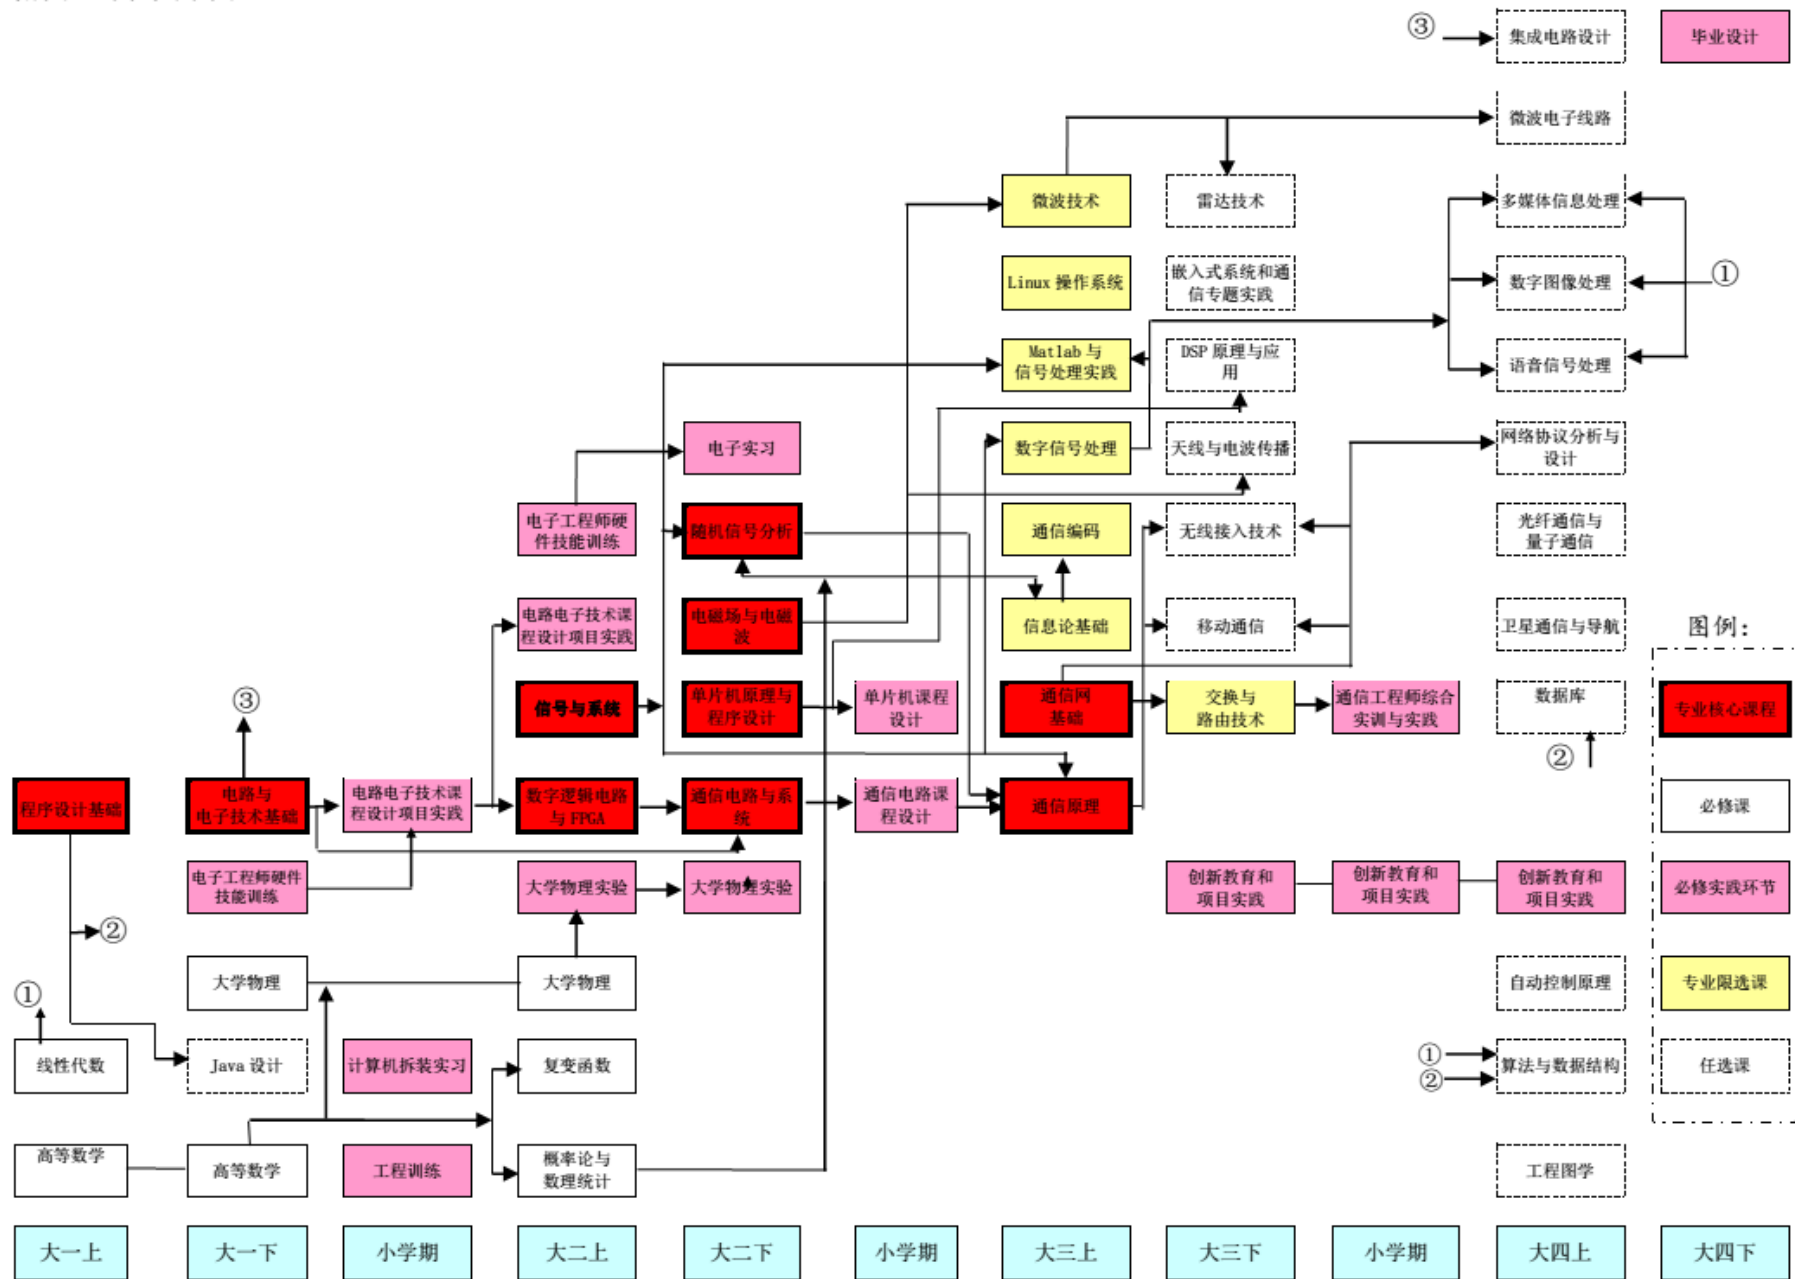 ③
集成电路设计
毕业设计
微波电子线路
微波技术
雷达技术
多媒体信息处理
Linux 操作系统
嵌入式系统和通
信专题实践
数字图像处理
①
Matlab 与
信号处理实践
DSP 原理与应
用
语音信号处理
电子实习
数字信号处理
天线与电波传播
网络协议分析与
设计
电子工程师硬
件技能训练
随机信号分析
通信编码
无线接入技术
光纤通信与
量子通信
电路电子技术课
程设计项目实践
电磁场与电磁
波
信息论基础
移动通信
卫星通信与导航
图例：
③
信号与系统
单片机原理与
程序设计
单片机课程
设计
通信网
基础
交换与
路由技术
通信工程师综合
实训与实践
数据库
专业核心课程
②
程序设计基础
电路与
电子技术基础
电路电子技术课
程设计项目实践
数字逻辑电路
与 FPGA
通信电路与系
统
通信电路课
程设计
通信原理
必修课
电子工程师硬件
技能训练
大学物理实验
大学物理实验
创新教育和
项目实践
创新教育和
项目实践
创新教育和
项目实践
必修实践环节
②
①
大学物理
大学物理
自动控制原理
专业限选课
线性代数
Java 设计
计算机拆装实习
复变函数
①
②
算法与数据结构
任选课
高等数学
高等数学
工程训练
概率论与
数理统计
工程图学
大一上
大一下
小学期
大二上
大二下
小学期
大三上
大三下
小学期
大四上
大四下